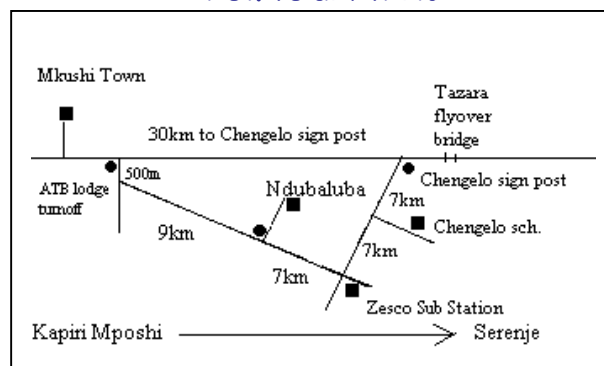 Mkushi Town
Tazara
flyover
bridge
30km to Chengelo sign post
ATB lodge
turnoff
500m
Ndubaluba
Chengelo sign post
7km
Chengelo sch.
9km
7km
7km
Zesco Sub Station
Kapiri Mposhi
Serenje